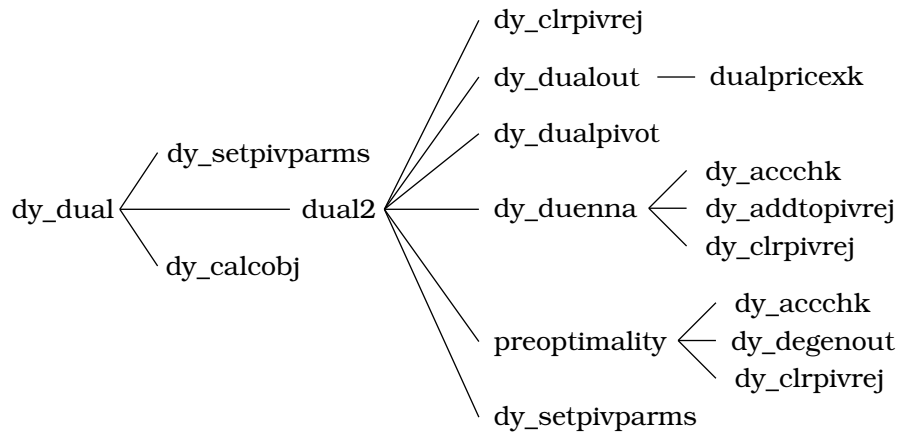 dy_clrpivrej
dy_dualout
dualpricexk
dy_dualpivot
dy_setpivparms
dy_accchk
dy_dual
dual2
dy_duenna
dy_addtopivrej
dy_clrpivrej
dy_calcobj
dy_accchk
preoptimality
dy_degenout
dy_clrpivrej
dy_setpivparms